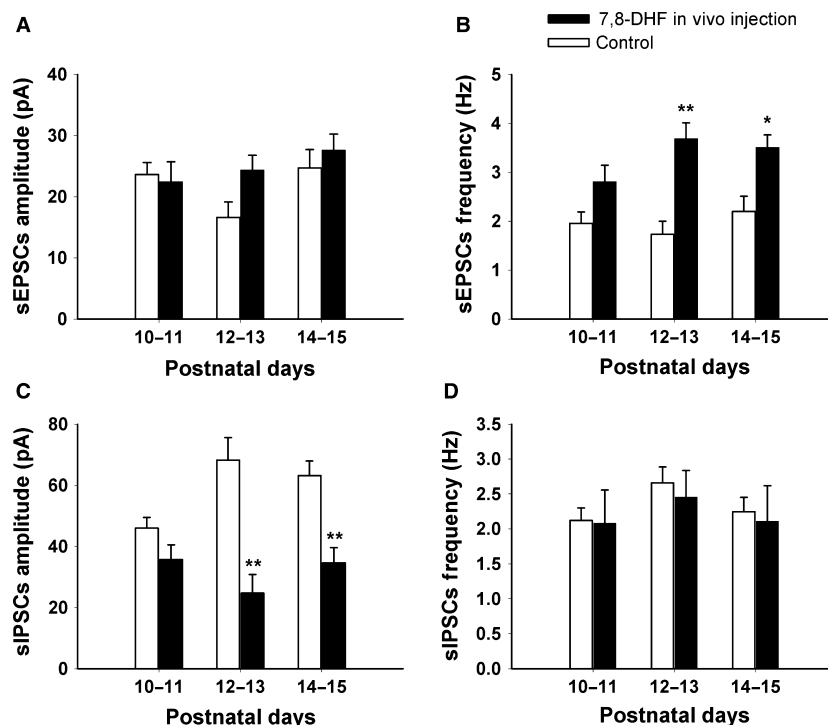 A
B
7,8-DHF in vivo injection
Control
sEPSCs amplitude (pA)
40
30
20
10
0
10–11 12–13 14–15
Postnatal days
sEPSCs frequency (Hz)
5
4
3
2
1
0
**
*
10–11 12–13 14–15
Postnatal days
C
sIPSCs amplitude (pA)
80
60
40
20
0
**
**
10–11 12–13 14–15
Postnatal days
D
sIPSCs frequency (Hz)
3.5
3.0
2.5
2.0
1.5
1.0
0.5
0.0
10–11 12–13 14–15
Postnatal days